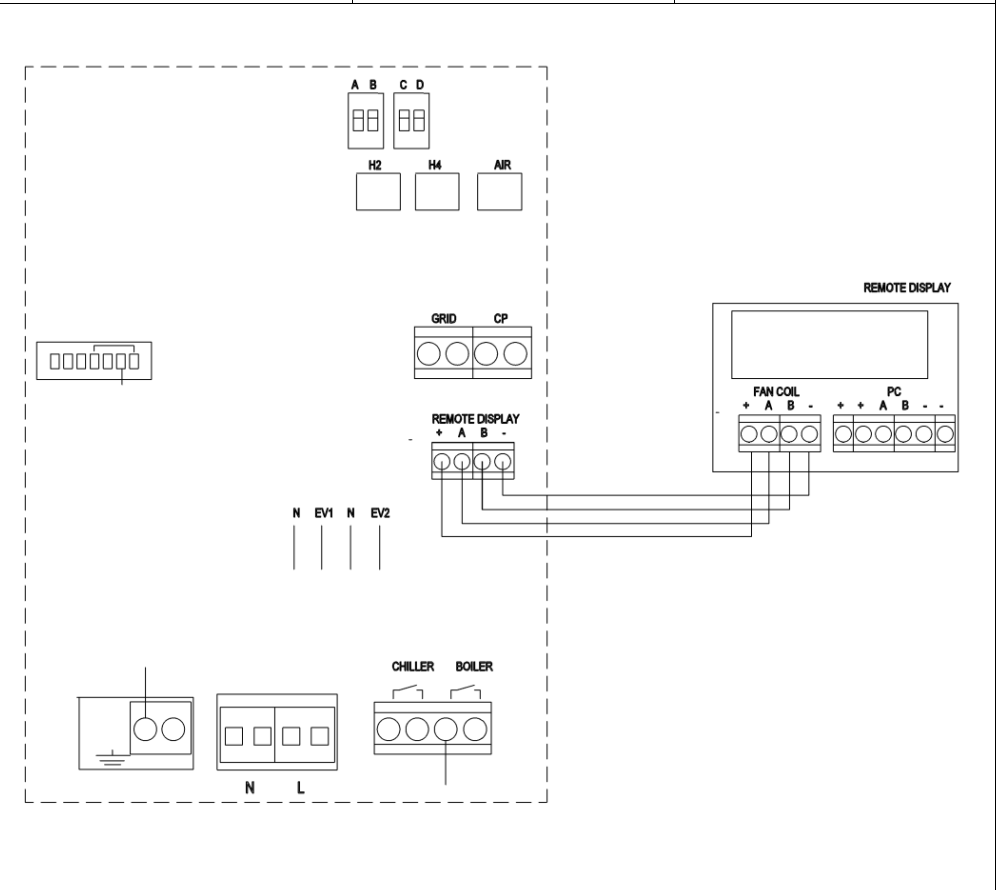 A B C D
H2 H4 AIR
REMOTE DISPLAY
GRID CP
FAN COIL PC
+ A B - + + A B - -
REMOTE DISPLAY
+ A B -
N EV1 N EV2
CHILLER BOILER
N L